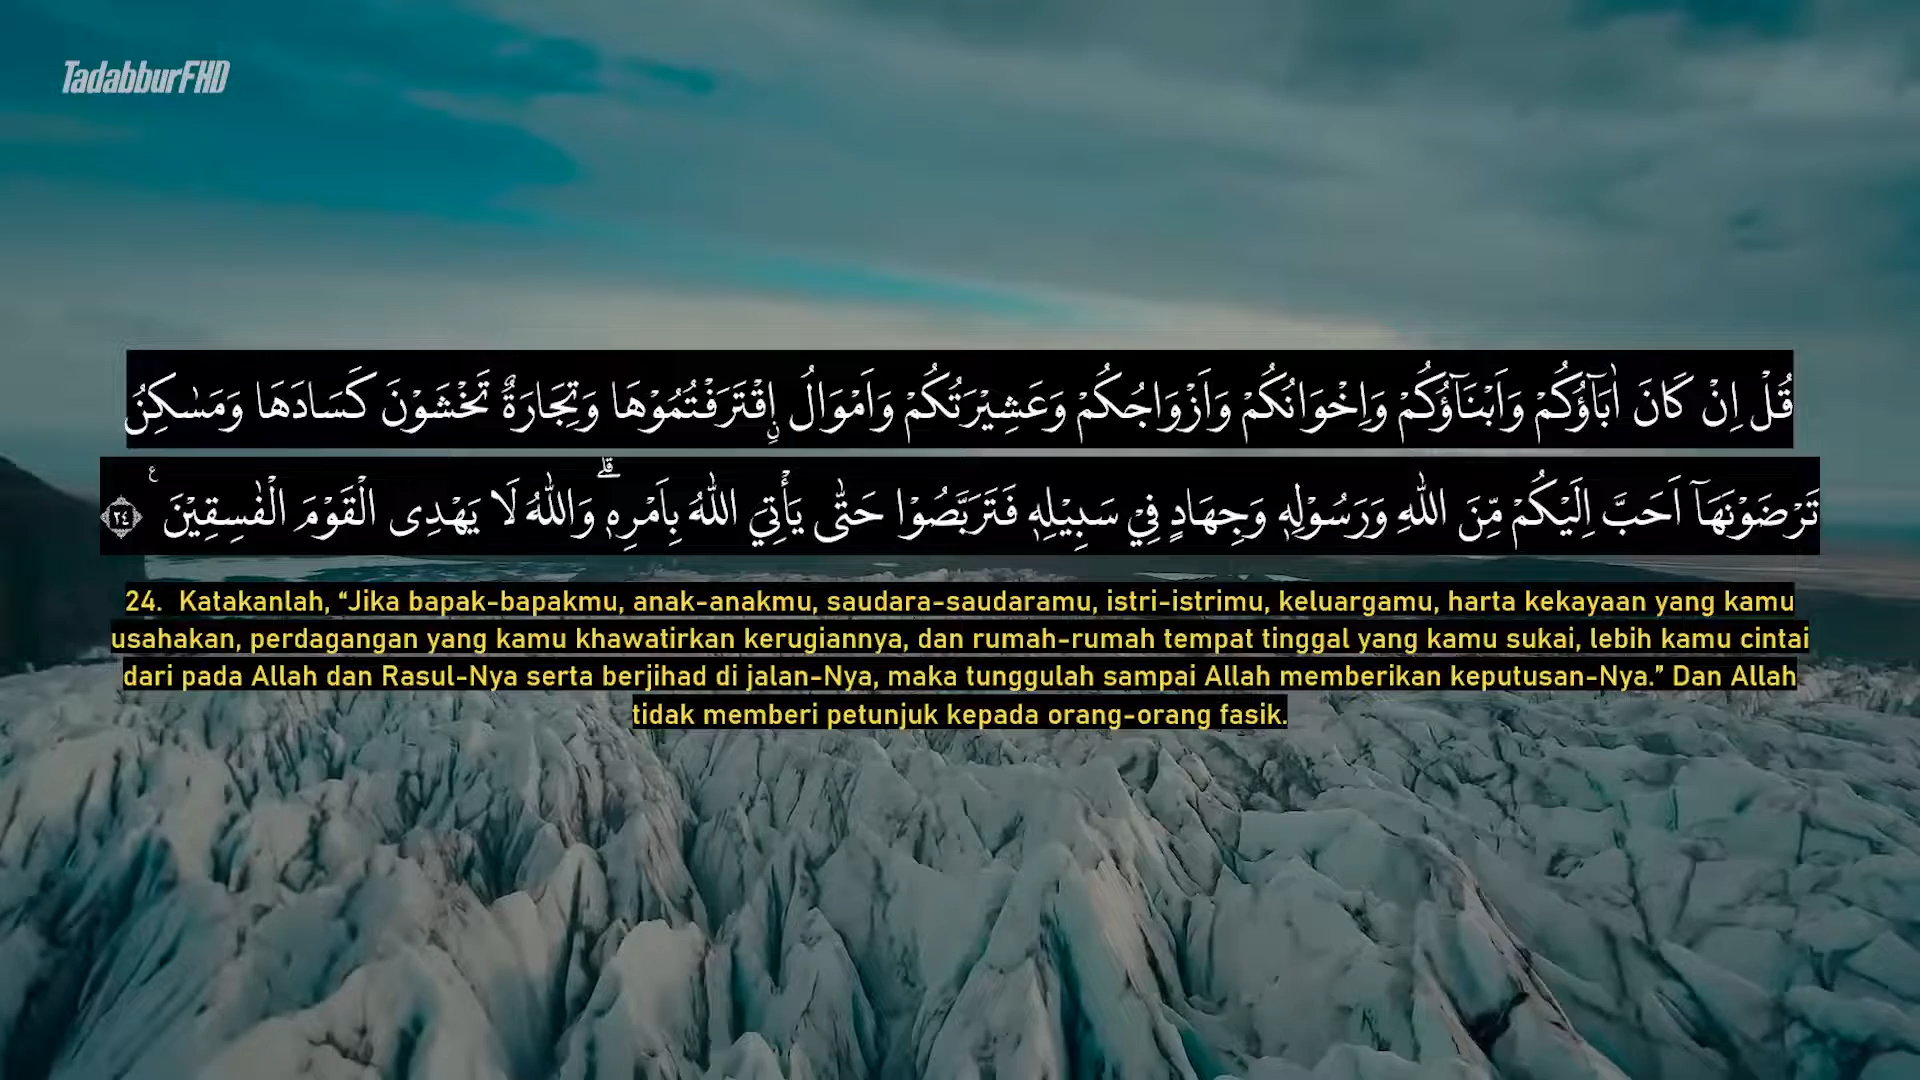 TadabburFHD
قُلْ اِنْ كَانَ اٰبَاۤؤُكُمْ وَاَبْنَاۤؤُكُمْ وَاِخْوَانُكُمْ وَاَزْوَاجُكُمْ وَعَشِيْرَتُكُمْ وَاَمْوَالُ ࣙاقْتَرَفْتُمُوْهَا وَتِجَارَةٌ تَخْشَوْنَ كَسَادَهَا وَمَسٰكِنُ
تَرْضَوْنَهَآ اَحَبَّ اِلَيْكُمْ مِّنَ اللّٰهِ وَرَسُوْلِهٖ وَجِهَادٍ فِيْ سَبِيْلِهٖ فَتَرَبَّصُوْا حَتّٰى يَأْتِيَ اللّٰهُ بِاَمْرِهٖۗ وَاللّٰهُ لَا يَهْدِى الْقَوْمَ الْفٰسِقِيْنَ ࣖ ٢٤
24. Katakanlah, “Jika bapak-bapakmu, anak-anakmu, saudara-saudaramu, istri-istrimu, keluargamu, harta kekayaan yang kamu
usahakan, perdagangan yang kamu khawatirkan kerugiannya, dan rumah-rumah tempat tinggal yang kamu sukai, lebih kamu cintai
dari pada Allah dan Rasul-Nya serta berjihad di jalan-Nya, maka tunggulah sampai Allah memberikan keputusan-Nya.” Dan Allah
tidak memberi petunjuk kepada orang-orang fasik.